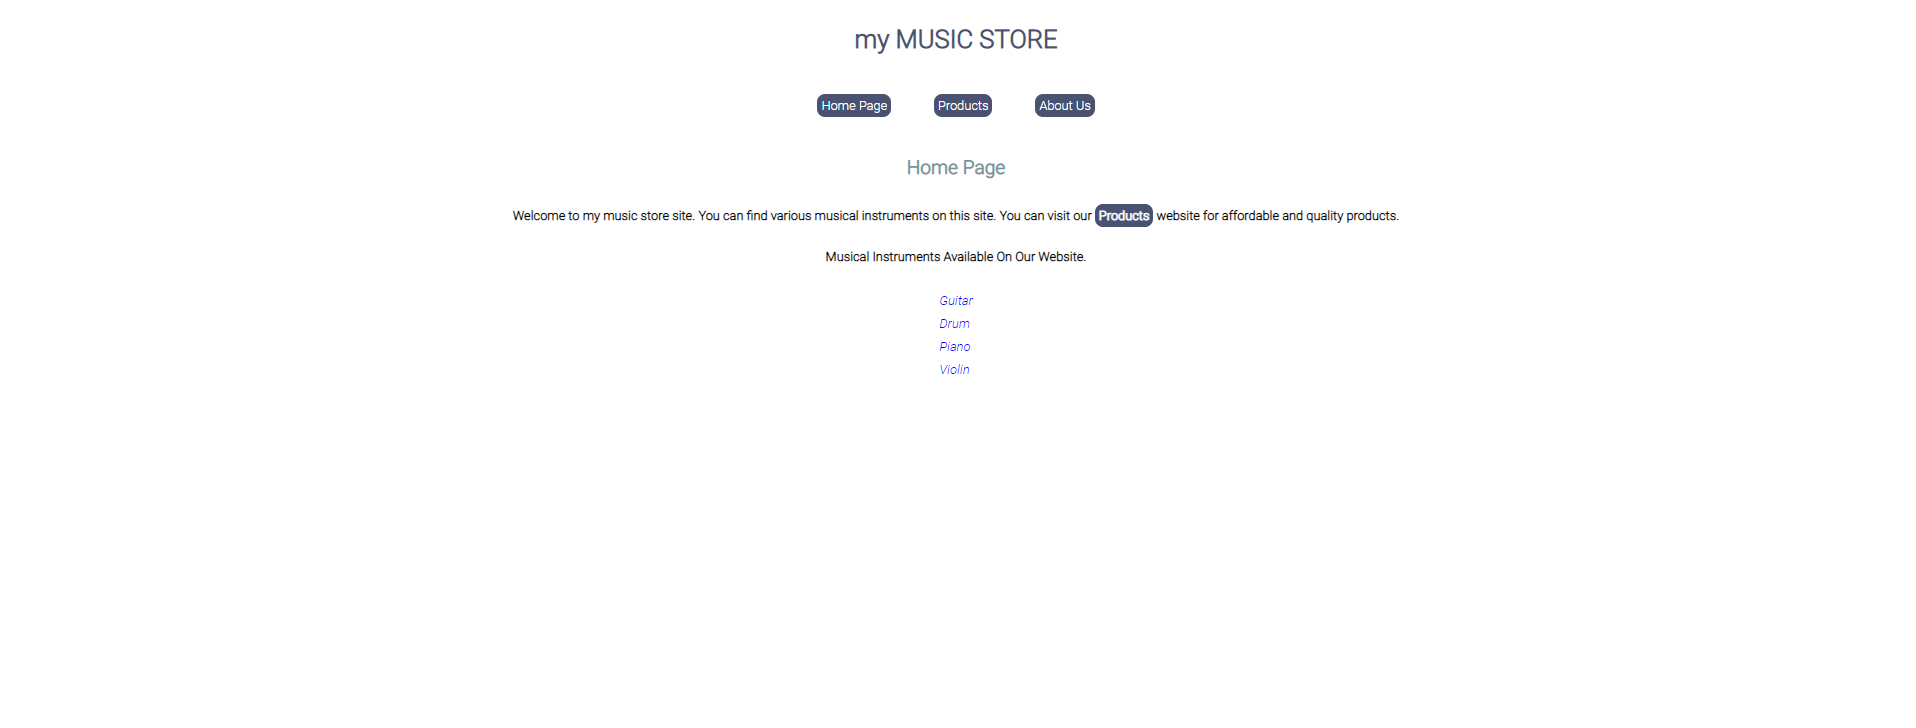 my MUSIC STORE
Home Page Products About Us
Home Page
Welcome to my music store site. You can find various musical instruments on this site. You can visit our Products website for affordable and quality products.
Musical Instruments Available On Our Website.
Guitar
Drum
Piano
Violin